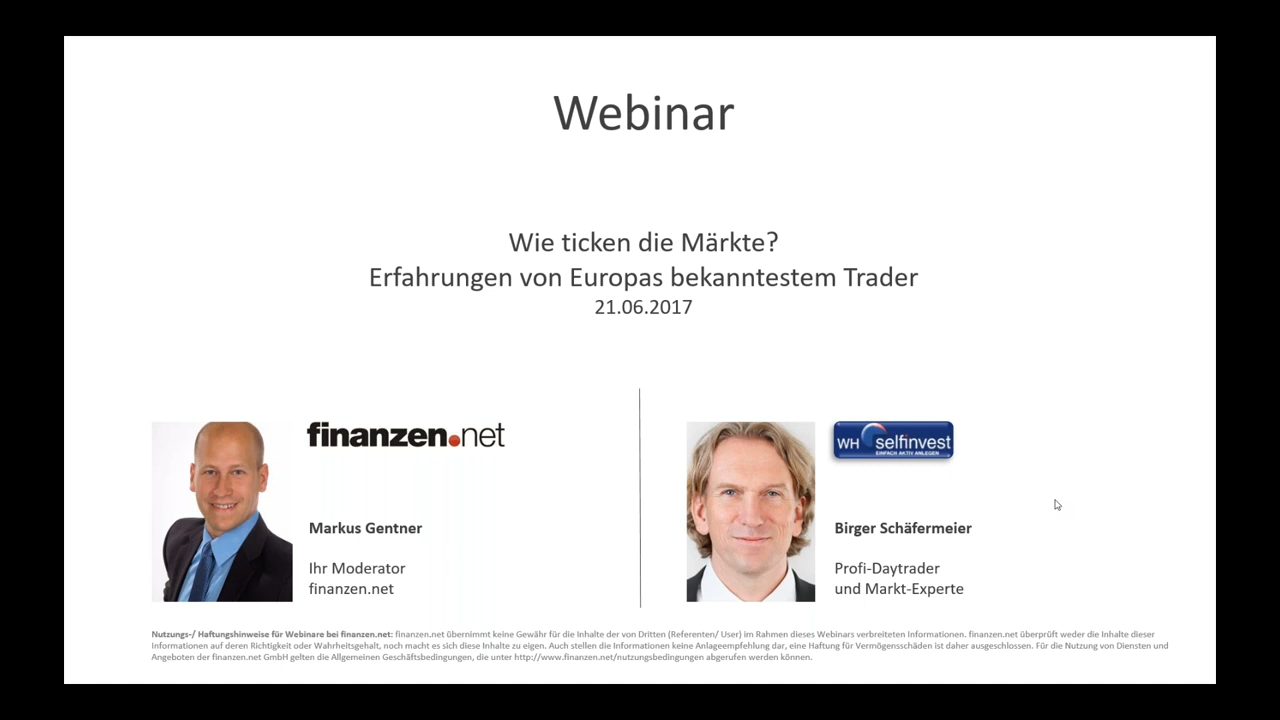 Webinar
Wie ticken die Märkte?
Erfahrungen von Europas bekanntestem Trader
21.06.2017
finanzen.net
Markus Gentner
Ihr Moderator
finanzen.net
WH selfinvest
EINFACH AKTIV ANLEGEN
Birger Schäfermeier
Profi-Daytrader
und Markt-Experte
Nutzungs-/ Haftungshinweise für Webinare bei finanzen.net: finanzen.net übernimmt keine Gewähr für die Inhalte der von Dritten (Referenten/ User) im Rahmen dieses Webinars verbreiteten Informationen. finanzen.net überprüft weder die Inhalte dieser
Informationen auf deren Richtigkeit oder Wahrheitsgehalt, noch macht es sich diese Inhalte zu eigen. Auch stellen die Informationen keine Anlageempfehlung dar, eine Haftung für Vermögensschäden ist daher ausgeschlossen. Für die Nutzung von Diensten und
Angeboten der finanzen.net GmbH gelten die Allgemeinen Geschäftsbedingungen, die unter http://www.finanzen.net/nutzungsbedingungen abgerufen werden können.